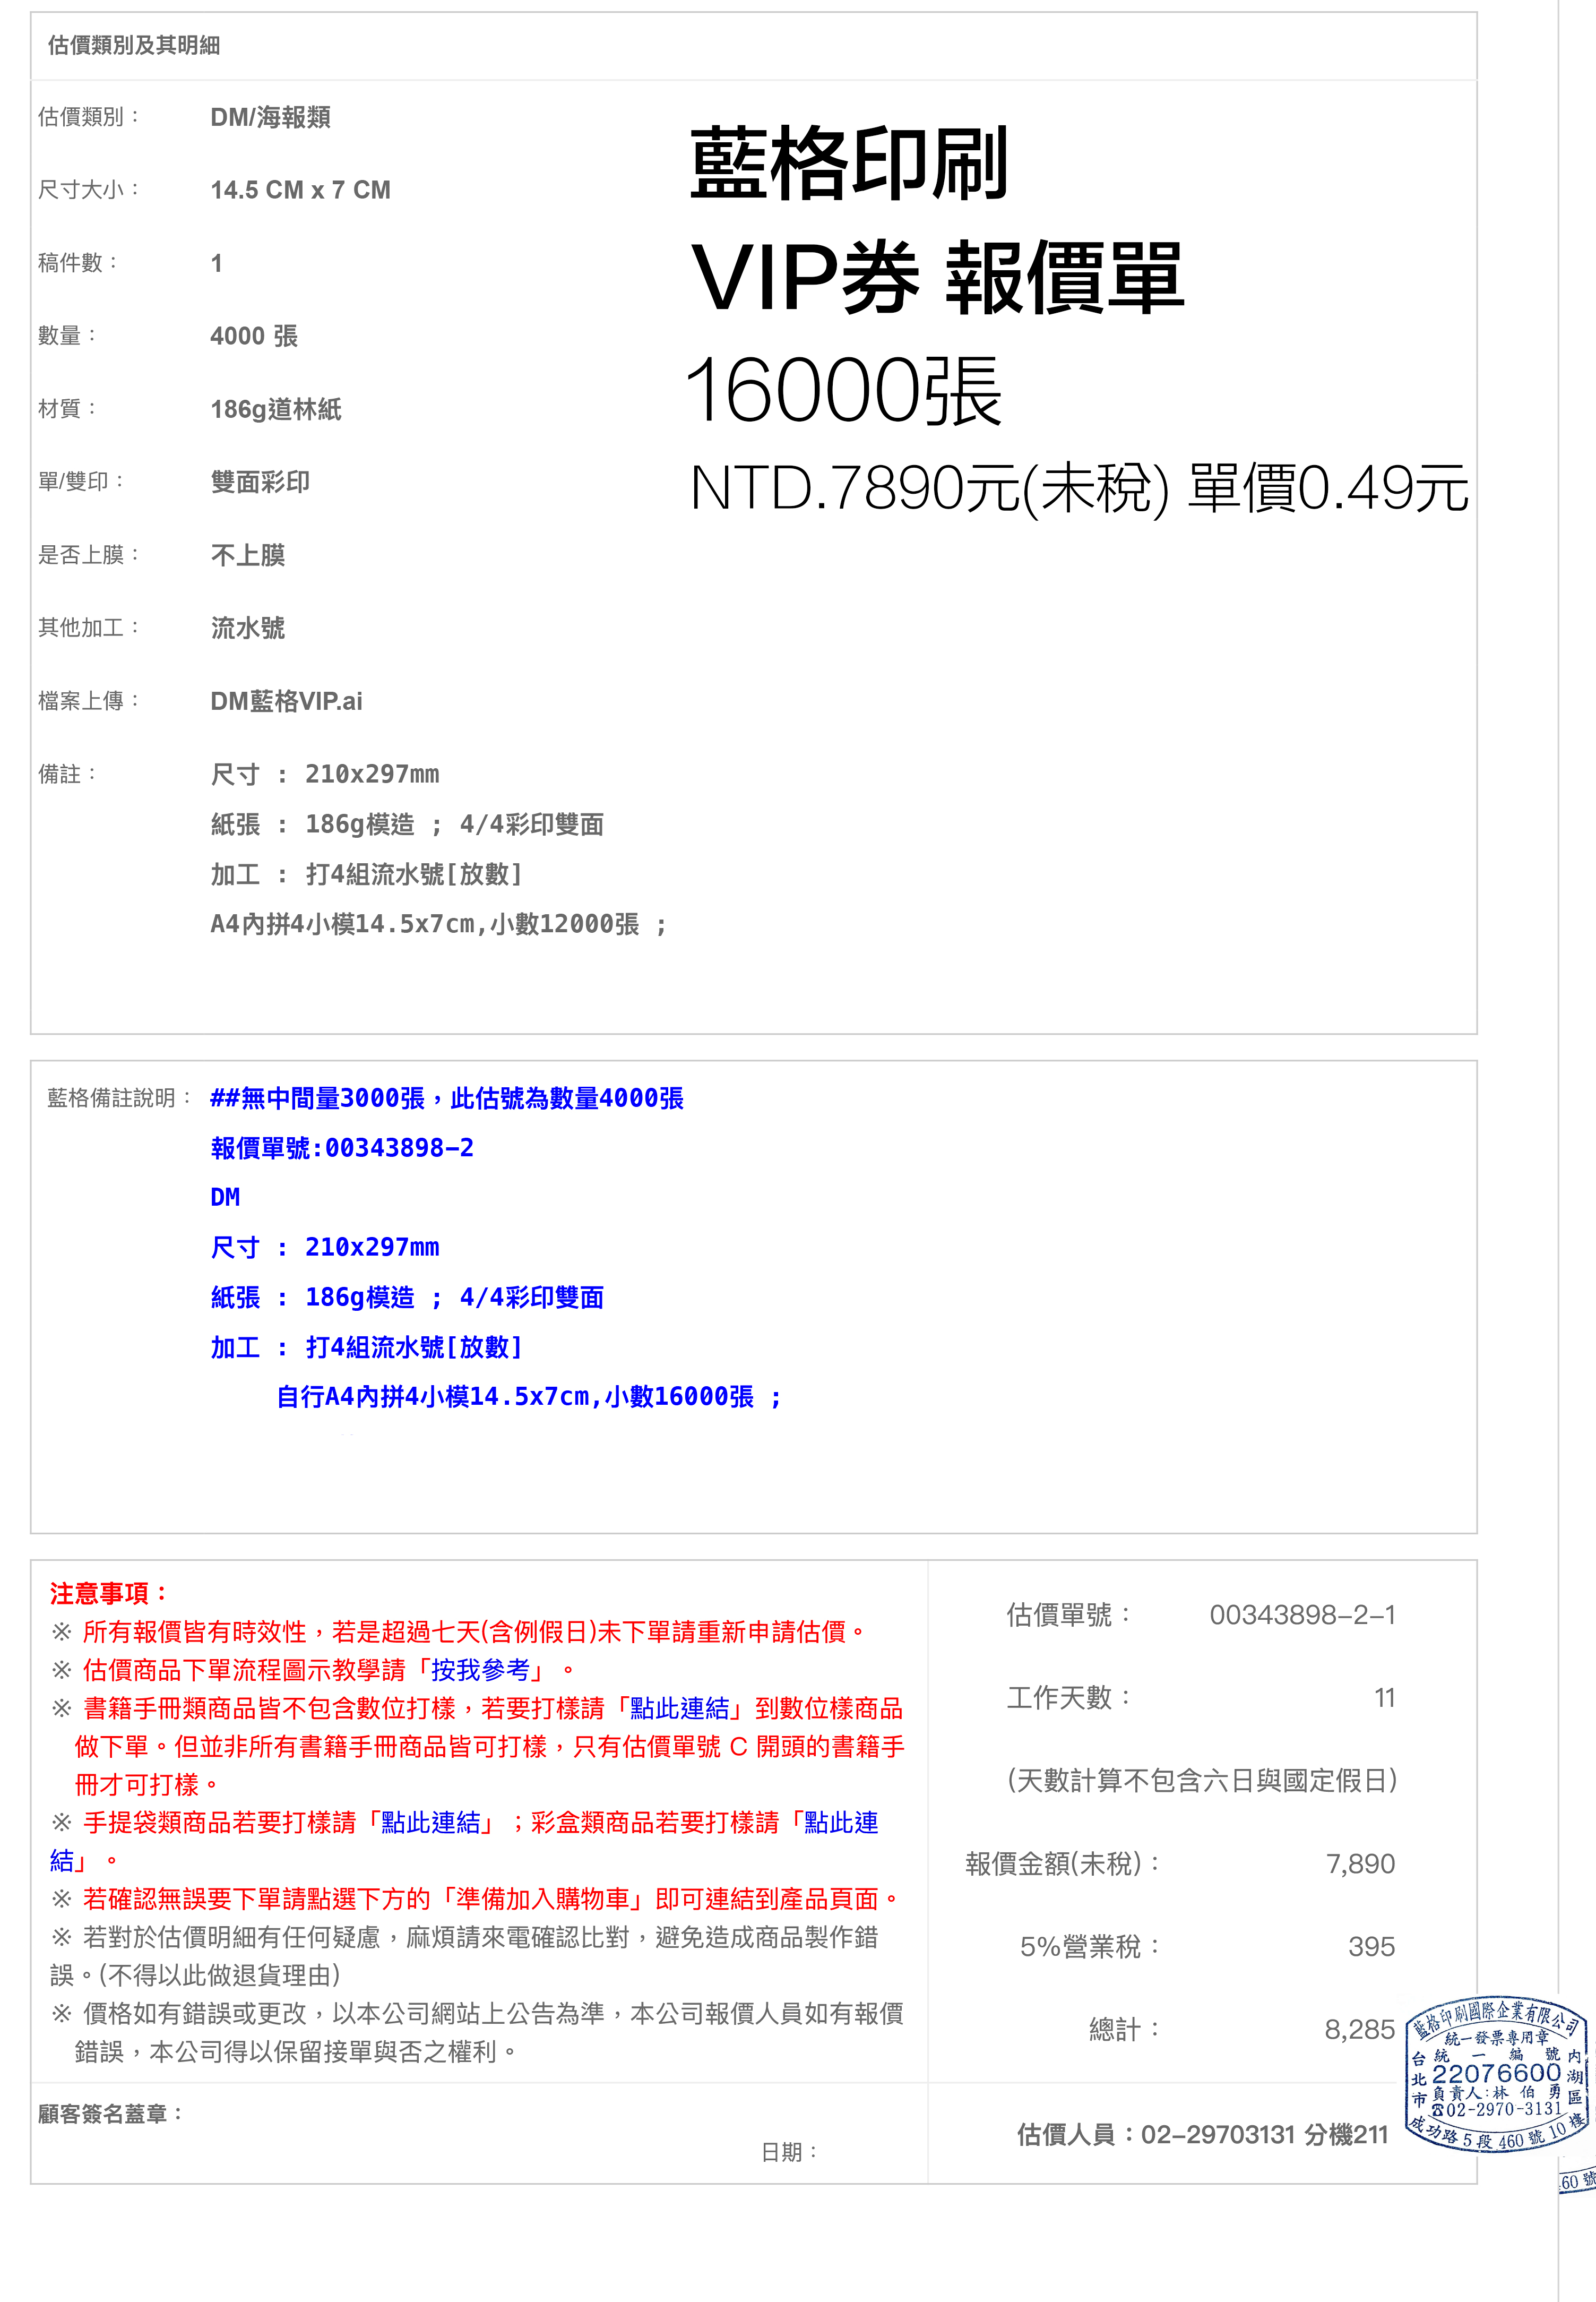 估價類別及其明細
估價類別： DM/海報類
尺寸大小： 14.5 CM x 7 CM
稿件數： 1
數量： 4000 張
材質： 186g道林紙
單/雙印： 雙面彩印
是否上膜： 不上膜
其他加工： 流水號
檔案上傳： DM藍格VIP.ai
備註： 尺寸 : 210x297mm
紙張 : 186g模造 ; 4/4彩印雙面
加工 : 打4組流水號[放數]
A4內拼4小模14.5x7cm,小數12000張 ;
藍格印刷
VIP券 報價單
16000張
NTD.7890元(未稅) 單價0.49元
藍格備註說明： ##無中間量3000張，此估號為數量4000張
報價單號:00343898-2
DM
尺寸 : 210x297mm
紙張 : 186g模造 ; 4/4彩印雙面
加工 : 打4組流水號[放數]
自行A4內拼4小模14.5x7cm,小數16000張 ;
注意事項：
※ 所有報價皆有時效性，若是超過七天(含例假日)未下單請重新申請估價。
※ 估價商品下單流程圖示教學請「按我參考」。
※ 書籍手冊類商品皆不包含數位打樣，若要打樣請「點此連結」到數位樣商品
做下單。但並非所有書籍手冊商品皆可打樣，只有估價單號 C 開頭的書籍手
冊才可打樣。
※ 手提袋類商品若要打樣請「點此連結」；彩盒類商品若要打樣請「點此連
結」。
※ 若確認無誤要下單請點選下方的「準備加入購物車」即可連結到產品頁面。
※ 若對於估價明細有任何疑慮，麻煩請來電確認比對，避免造成商品製作錯
誤。(不得以此做退貨理由)
※ 價格如有錯誤或更改，以本公司網站上公告為準，本公司報價人員如有報價
錯誤，本公司得以保留接單與否之權利。
估價單號： 00343898-2-1
工作天數： 11
(天數計算不包含六日與國定假日)
報價金額(未稅)： 7,890
5%營業稅： 395
總計： 8,285
顧客簽名蓋章：
日期：
估價人員：02-29703131 分機211
藍格印刷國際企業有限公司
統一發票專用章
統一編號
22076600
負責人:林伯勇
☎02-2970-3131
台北市內湖區
成功路5段460號10樓
60 號